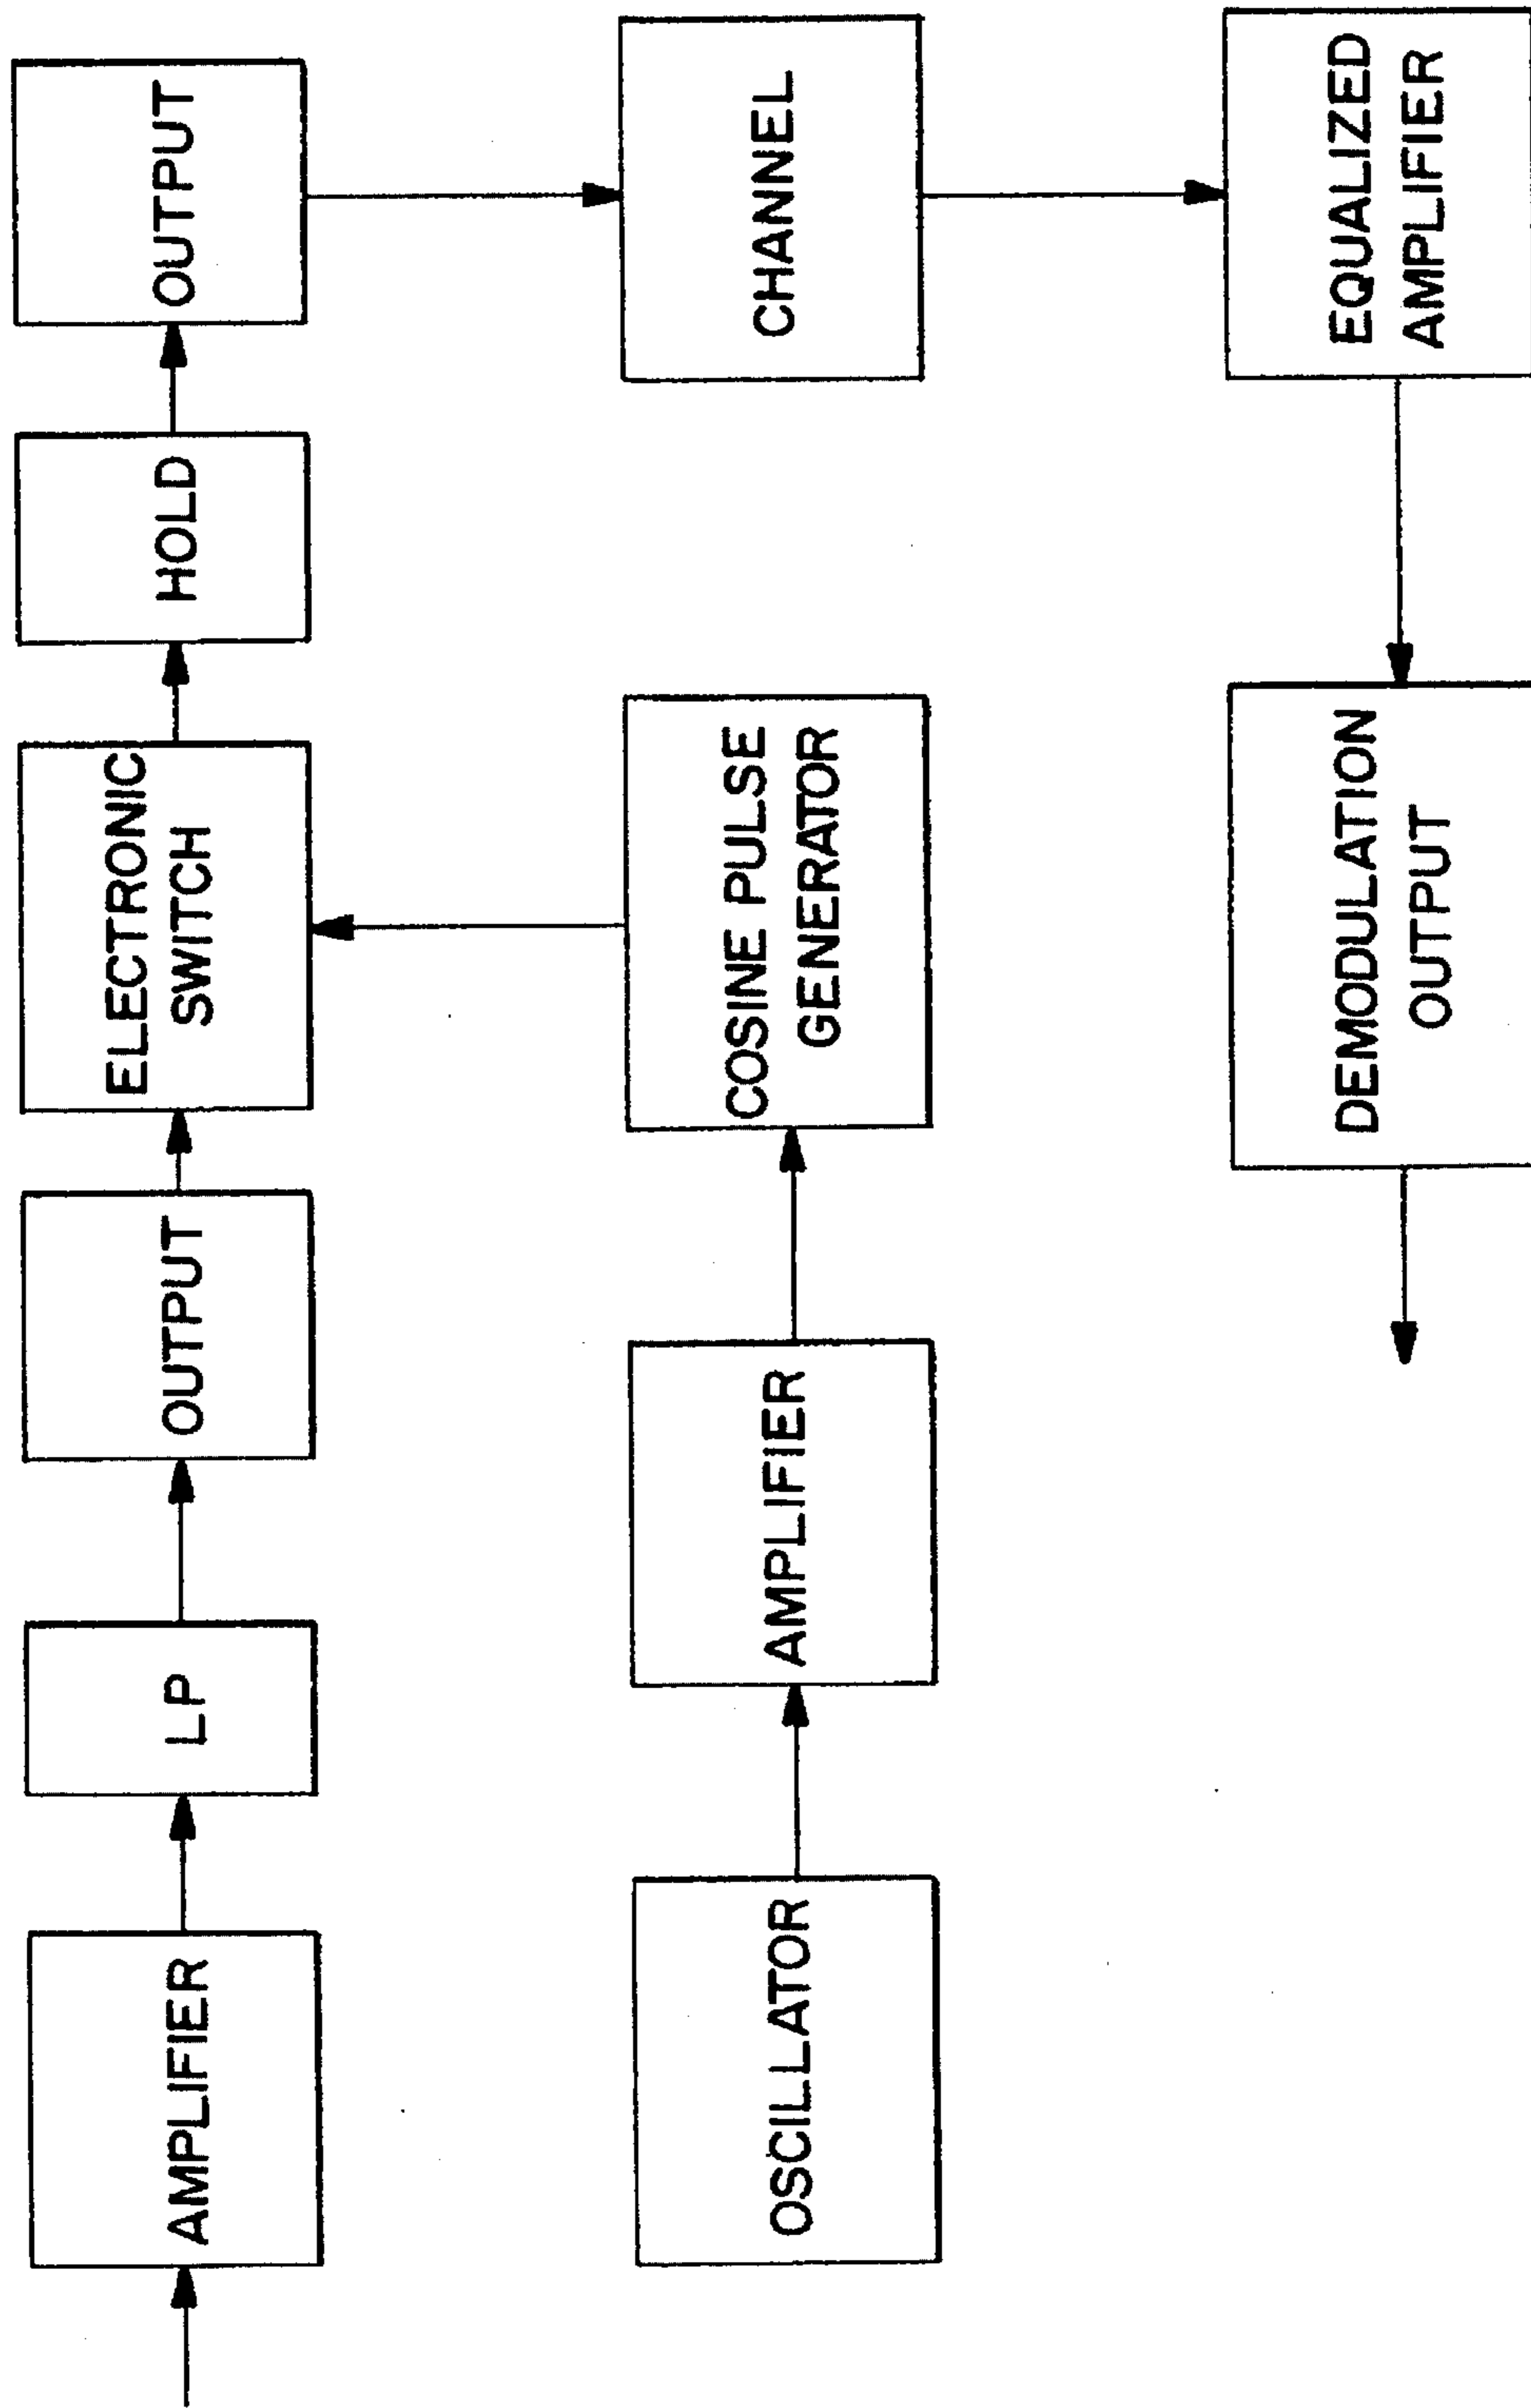 AMPLIFIER
LP
OUTPUT
ELECTRONIC
SWITCH
HOLD
OUTPUT
OSCILLATOR
AMPLIFIER
COSINE PULSE
GENERATOR
CHANNEL
DEMODULATION
OUTPUT
EQUALIZED
AMPLIFIER